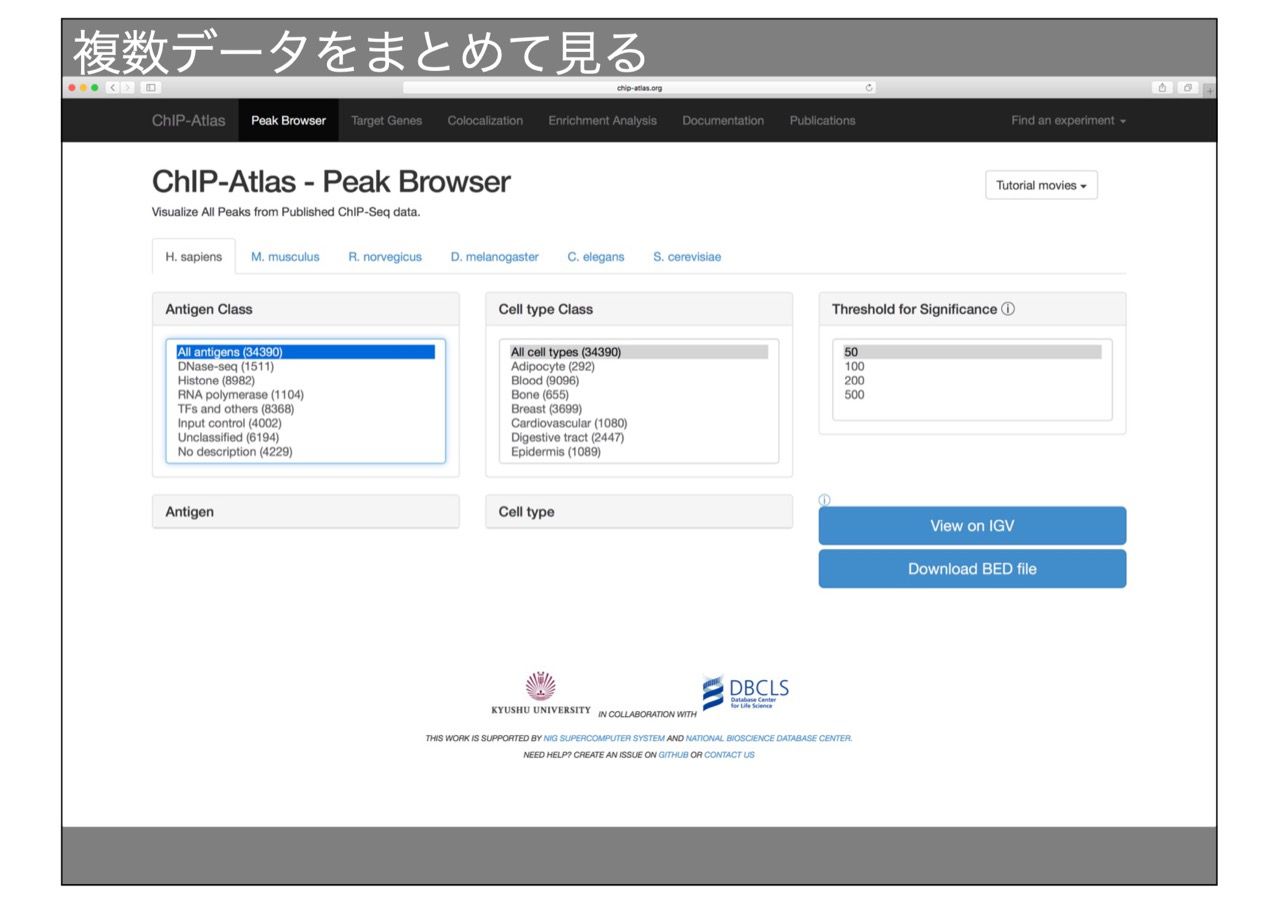 複数データをまとめて見る
chip-atlas.org
ChIP-Atlas Peak Browser Target Genes Colocalization Enrichment Analysis Documentation Publications Find an experiment
ChIP-Atlas - Peak Browser
Tutorial movies
Visualize All Peaks from Published ChIP-Seq data.
H. sapiens M. musculus R. norvegicus D. melanogaster C. elegans S. cerevisiae
Antigen Class
All antigens (34390)
DNase-seq (1511)
Histone (8982)
RNA polymerase (1104)
TFs and others (8368)
Input control (4002)
Unclassified (6194)
No description (4229)
Cell type Class
All cell types (34390)
Adipocyte (292)
Blood (9096)
Bone (655)
Breast (3699)
Cardiovascular (1080)
Digestive tract (2447)
Epidermis (1089)
Threshold for Significance ⓘ
50
100
200
500
Antigen
Cell type
ⓘ
View on IGV
Download BED file
KYUSHU UNIVERSITY IN COLLABORATION WITH
DBCLS
Database Center
for Life Science
THIS WORK IS SUPPORTED BY NIG SUPERCOMPUTER SYSTEM AND NATIONAL BIOSCIENCE DATABASE CENTER.
NEED HELP? CREATE AN ISSUE ON GITHUB OR CONTACT US